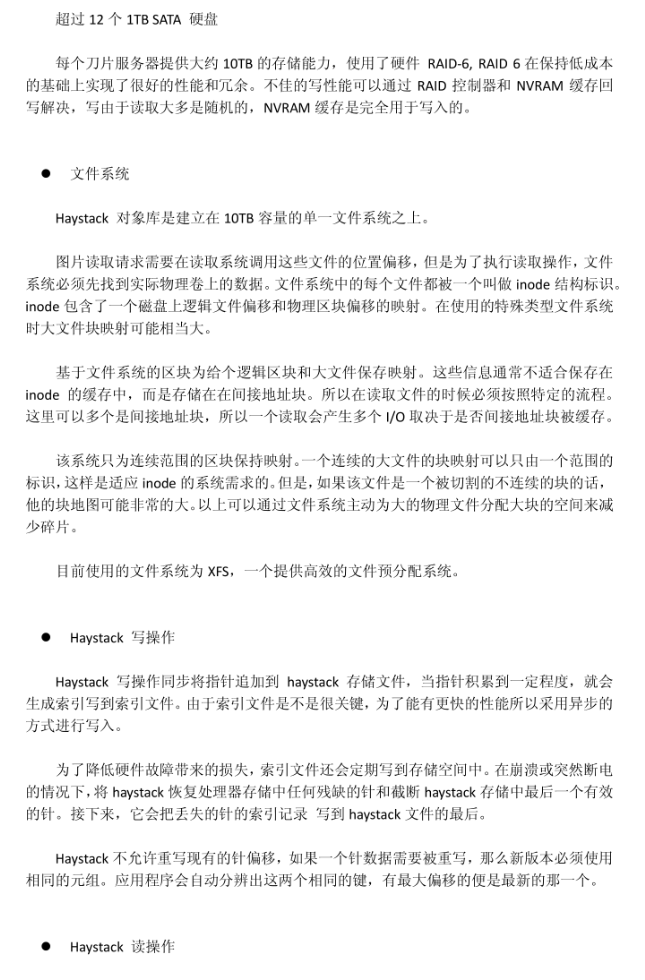 超过 12 个 1TB SATA 硬盘
每个刀片服务器提供大约 10TB 的存储能力，使用了硬件 RAID-6, RAID 6 在保持低成本
的基础上实现了很好的性能和冗余。不佳的写性能可以通过 RAID 控制器和 NVRAM 缓存回
写解决，写由于读取大多是随机的，NVRAM 缓存是完全用于写入的。
● 文件系统
Haystack 对象库是建立在 10TB 容量的单一文件系统之上。
图片读取请求需要在读取系统调用这些文件的位置偏移，但是为了执行读取操作，文件
系统必须先找到实际物理卷上的数据。文件系统中的每个文件都被一个叫做 inode 结构标识。
inode 包含了一个磁盘上逻辑文件偏移和物理区块偏移的映射。在使用的特殊类型文件系统
时大文件块映射可能相当大。
基于文件系统的区块为给个逻辑区块和大文件保存映射。这些信息通常不适合保存在
inode 的缓存中，而是存储在在间接地址块。所以在读取文件的时候必须按照特定的流程。
这里可以多个是间接地址块，所以一个读取会产生多个 I/O 取决于是否间接地址块被缓存。
该系统只为连续范围的区块保持映射。一个连续的大文件的块映射可以只由一个范围的
标识，这样是适应 inode 的系统需求的。但是，如果该文件是一个被切割的不连续的块的话，
他的块地图可能非常的大。以上可以通过文件系统主动为大的物理文件分配大块的空间来减
少碎片。
目前使用的文件系统为 XFS，一个提供高效的文件预分配系统。
● Haystack 写操作
Haystack 写操作同步将指针追加到 haystack 存储文件，当指针积累到一定程度，就会
生成索引写到索引文件。由于索引文件是不是很关键，为了能有更快的性能所以采用异步的
方式进行写入。
为了降低硬件故障带来的损失，索引文件还会定期写到存储空间中。在崩溃或突然断电
的情况下，将 haystack 恢复处理器存储中任何残缺的针和截断 haystack 存储中最后一个有效
的针。接下来，它会把丢失的针的索引记录 写到 haystack 文件的最后。
Haystack 不允许重写现有的针偏移，如果一个针数据需要被重写，那么新版本必须使用
相同的元组。应用程序会自动分辨出这两个相同的键，有最大偏移的便是最新的那一个。
● Haystack 读操作